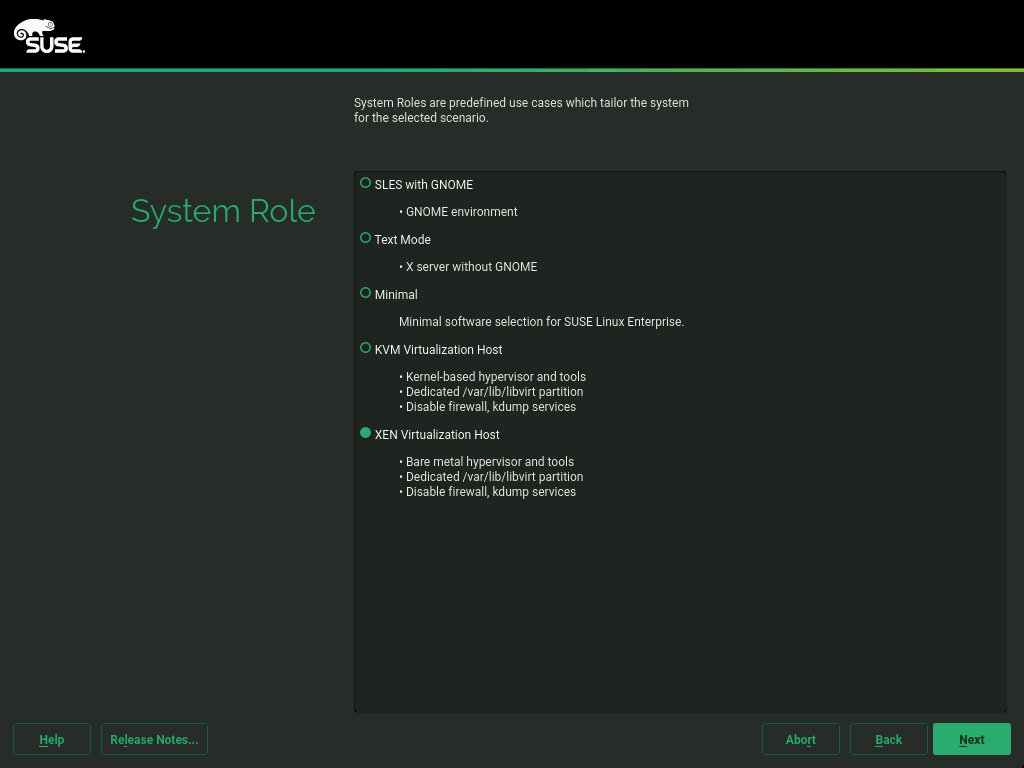 SUSE.
System Roles are predefined use cases which tailor the system
for the selected scenario.
System Role
SLES with GNOME
• GNOME environment
Text Mode
• X server without GNOME
Minimal
Minimal software selection for SUSE Linux Enterprise.
KVM Virtualization Host
• Kernel-based hypervisor and tools
• Dedicated /var/lib/libvirt partition
• Disable firewall, kdump services
XEN Virtualization Host
• Bare metal hypervisor and tools
• Dedicated /var/lib/libvirt partition
• Disable firewall, kdump services
Help
Release Notes...
Abort
Back
Next